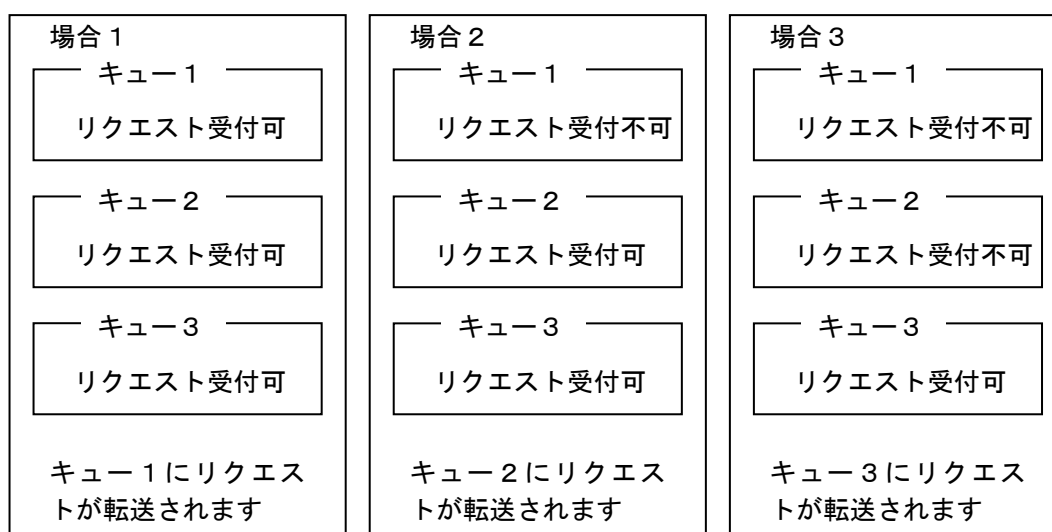 場合1
キュー1
リクエスト受付可
キュー2
リクエスト受付可
キュー3
リクエスト受付可
キュー1にリクエス
トが転送されます
場合2
キュー1
リクエスト受付不可
キュー2
リクエスト受付可
キュー3
リクエスト受付可
キュー2にリクエス
トが転送されます
場合3
キュー1
リクエスト受付不可
キュー2
リクエスト受付不可
キュー3
リクエスト受付可
キュー3にリクエス
トが転送されます